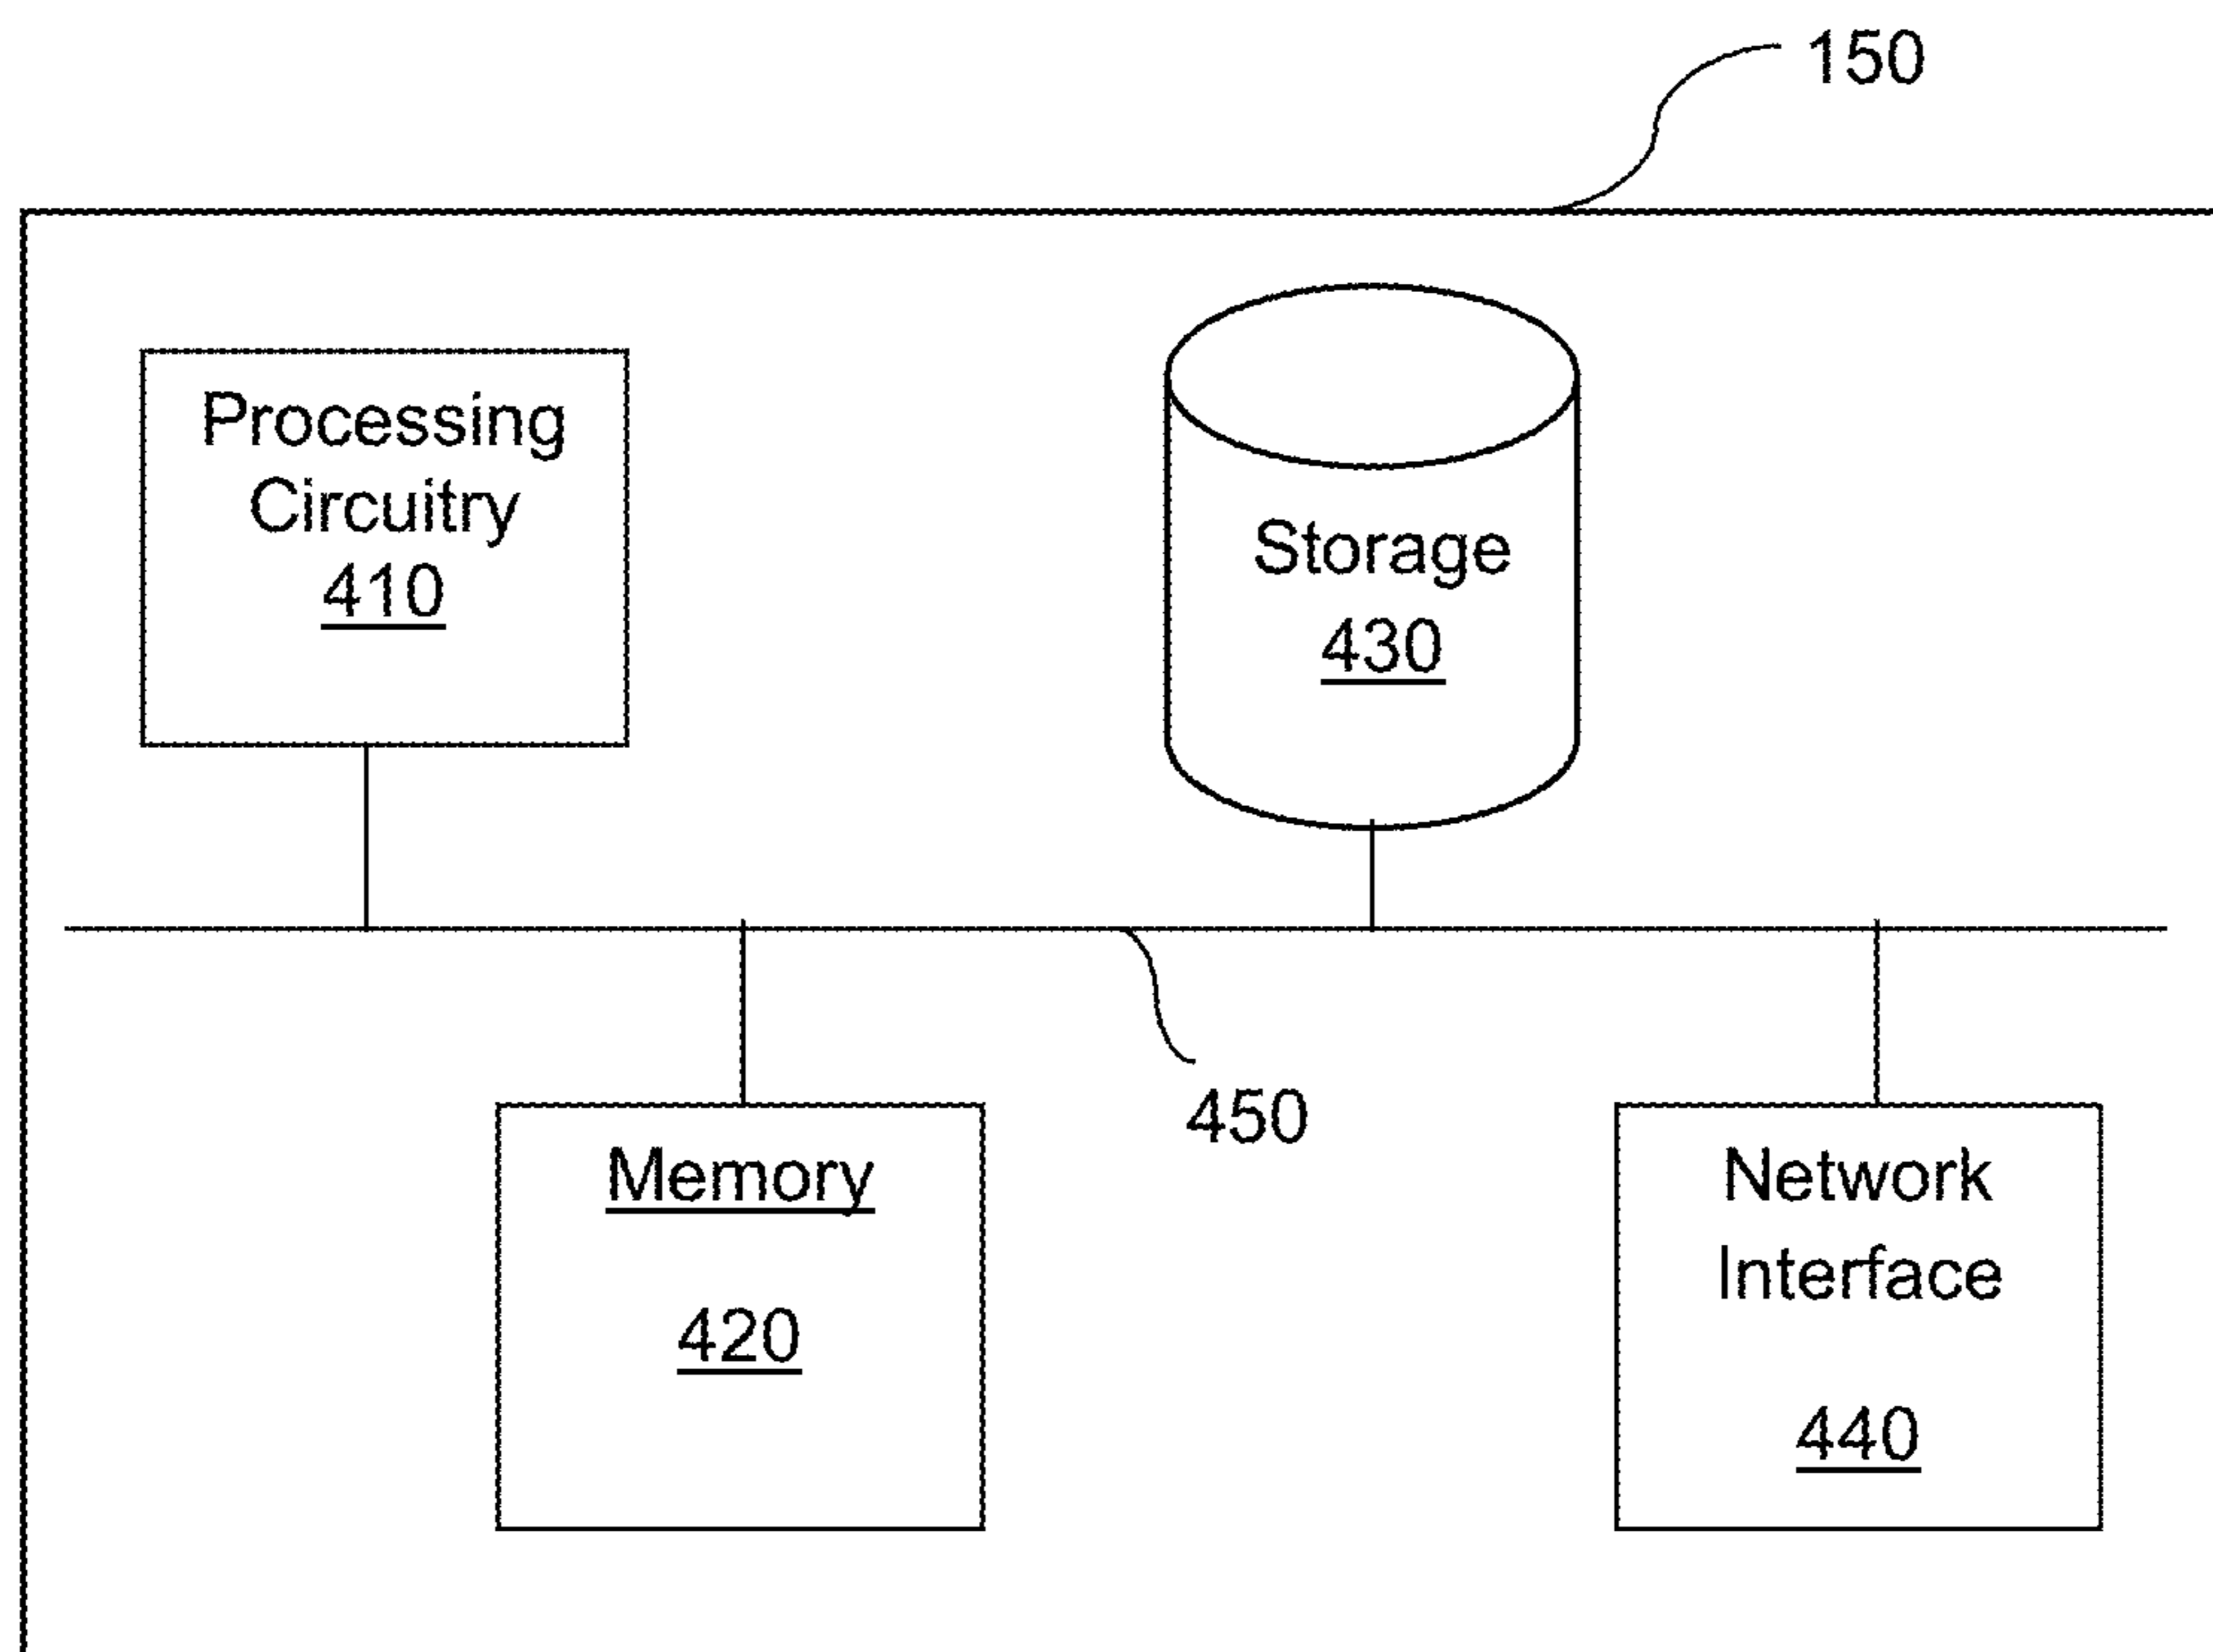 150
Processing
Circuitry
410
Storage
430
450
Memory
420
Network
Interface
440